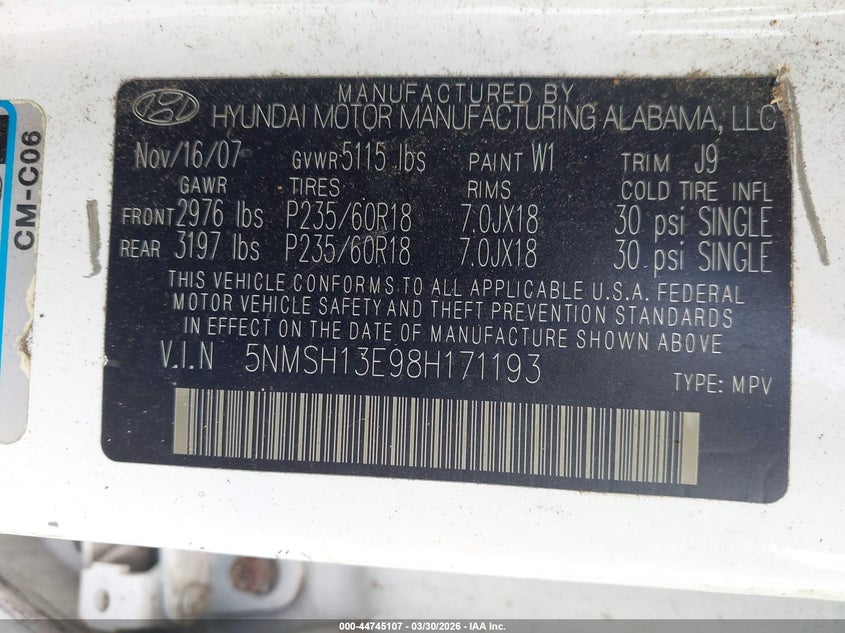 MANUFACTURED BY
HYUNDAI MOTOR MANUFACTURING ALABAMA, LLC
Nov/16/07 GVWR 5115 lbs PAINT W1 TRIM J9
GAWR TIRES RIMS COLD TIRE INFL
FRONT 2976 lbs P235/60R18 7.0JX18 30 psi SINGLE
REAR 3197 lbs P235/60R18 7.0JX18 30 psi SINGLE
THIS VEHICLE CONFORMS TO ALL APPLICABLE U.S.A. FEDERAL
MOTOR VEHICLE SAFETY AND THEFT PREVENTION STANDARDS
IN EFFECT ON THE DATE OF MANUFACTURE SHOWN ABOVE
V.I.N 5NMSH13E98H171193
TYPE: MPV
CM-C06
000-44745107 - 03/30/2026 - IAA Inc.